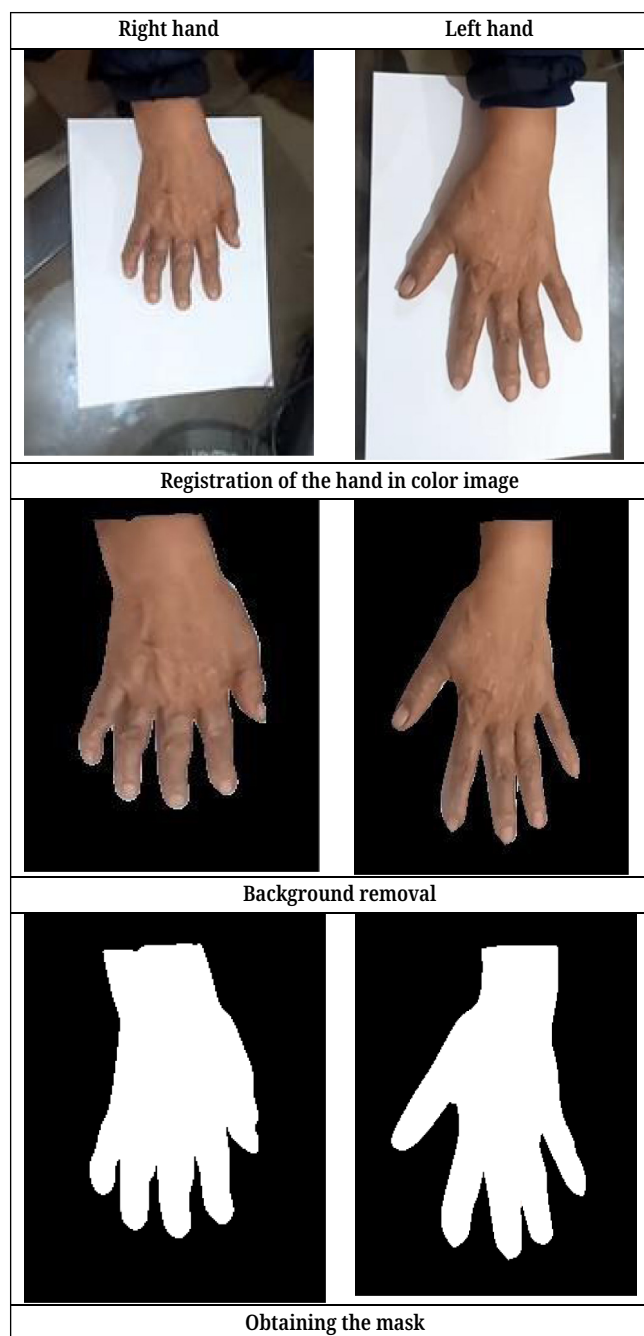 Right hand
Left hand
Registration of the hand in color image
Background removal
Obtaining the mask